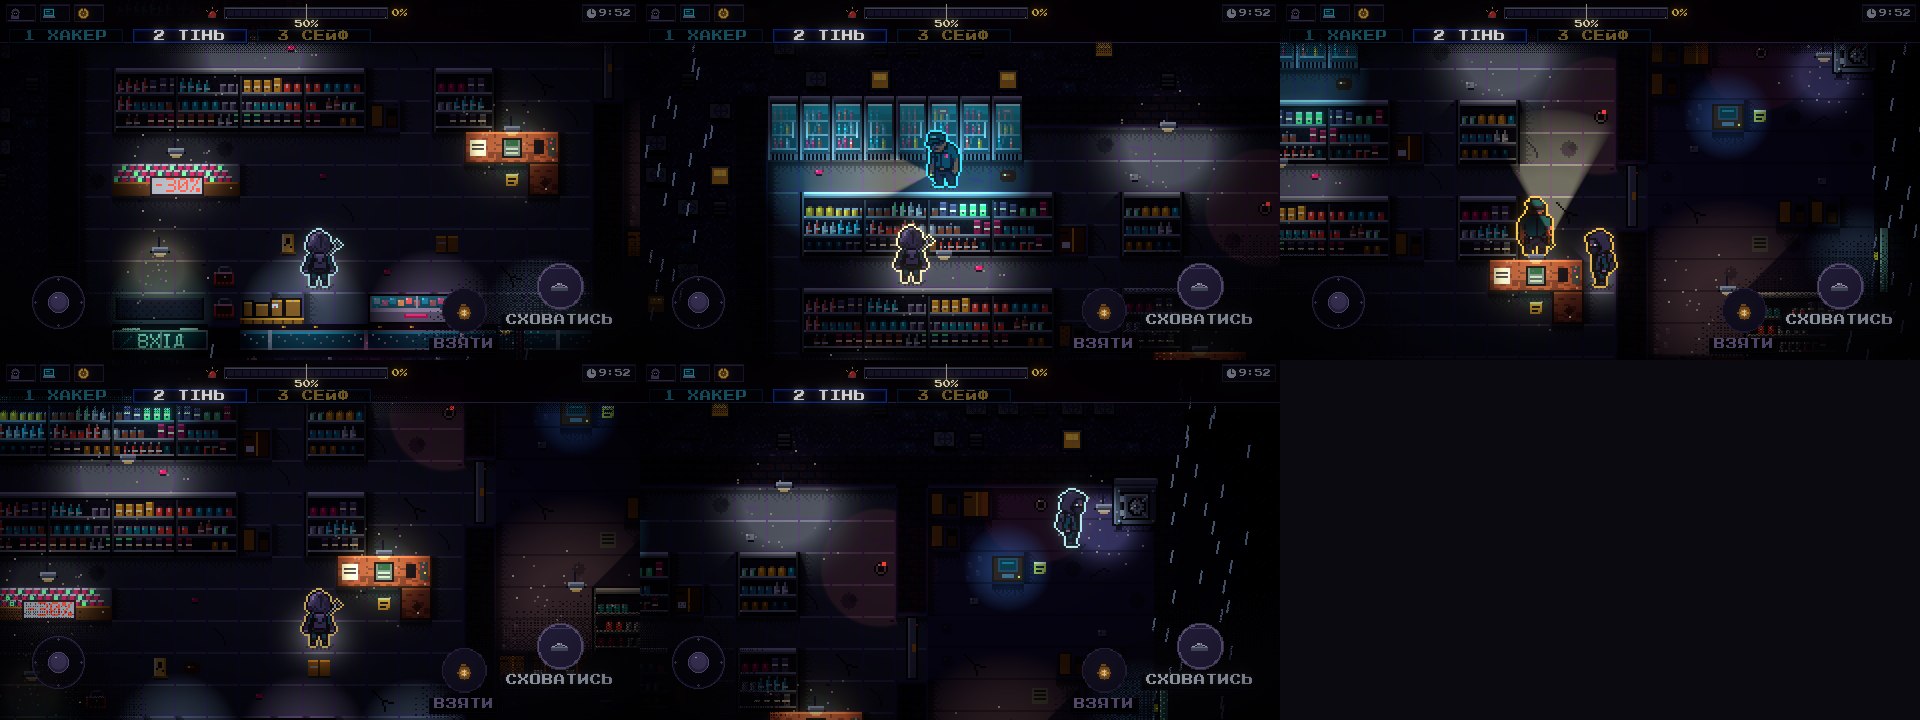 0%
9:52
50%
1 ХАКЕР
2 ТІНЬ
3 СЕЙФ
-30%
СХОВАТИСЬ
ВХІД
ВЗЯТИ
0%
9:52
50%
1 ХАКЕР
2 ТІНЬ
3 СЕЙФ
СХОВАТИСЬ
ВЗЯТИ
0%
9:52
50%
1 ХАКЕР
2 ТІНЬ
3 СЕЙФ
СХОВАТИСЬ
ВЗЯТИ
0%
9:52
50%
1 ХАКЕР
2 ТІНЬ
3 СЕЙФ
СХОВАТИСЬ
ВЗЯТИ
0%
9:52
50%
1 ХАКЕР
2 ТІНЬ
3 СЕЙФ
СХОВАТИСЬ
ВЗЯТИ